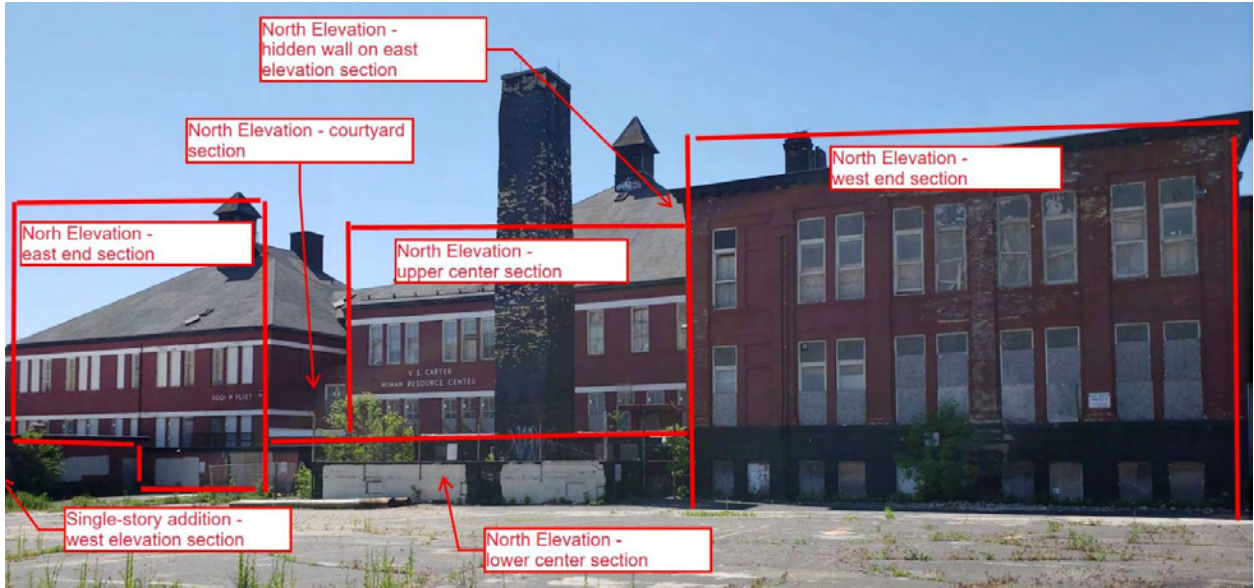 North Elevation -
hidden wall on east
elevation section
North Elevation - courtyard
section
North Elevation -
west end section
Norh Elevation -
east end section
North Elevation -
upper center section
V. E. CARTER
HUMAN RESOURCE CENTER
2001 W VLIET
Single-story addition -
west elevation section
North Elevation -
lower center section